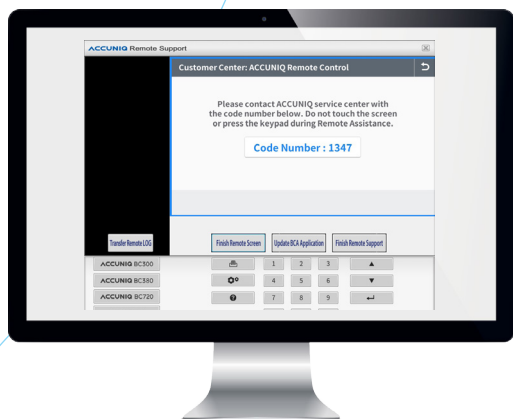 ACCUNIQ Remote Support
Customer Center: ACCUNIQ Remote Control
Please contact ACCUNIQ service center with
the code number below. Do not touch the screen
or press the keypad during Remote Assistance.
Code Number : 1347
Transfer Remote LOG
Finish Remote Screen
Update BCA Application
Finish Remote Support
ACCUNIQ BC300
1 2 3
ACCUNIQ BC380
4 5 6
ACCUNIQ BC720
7 8 9